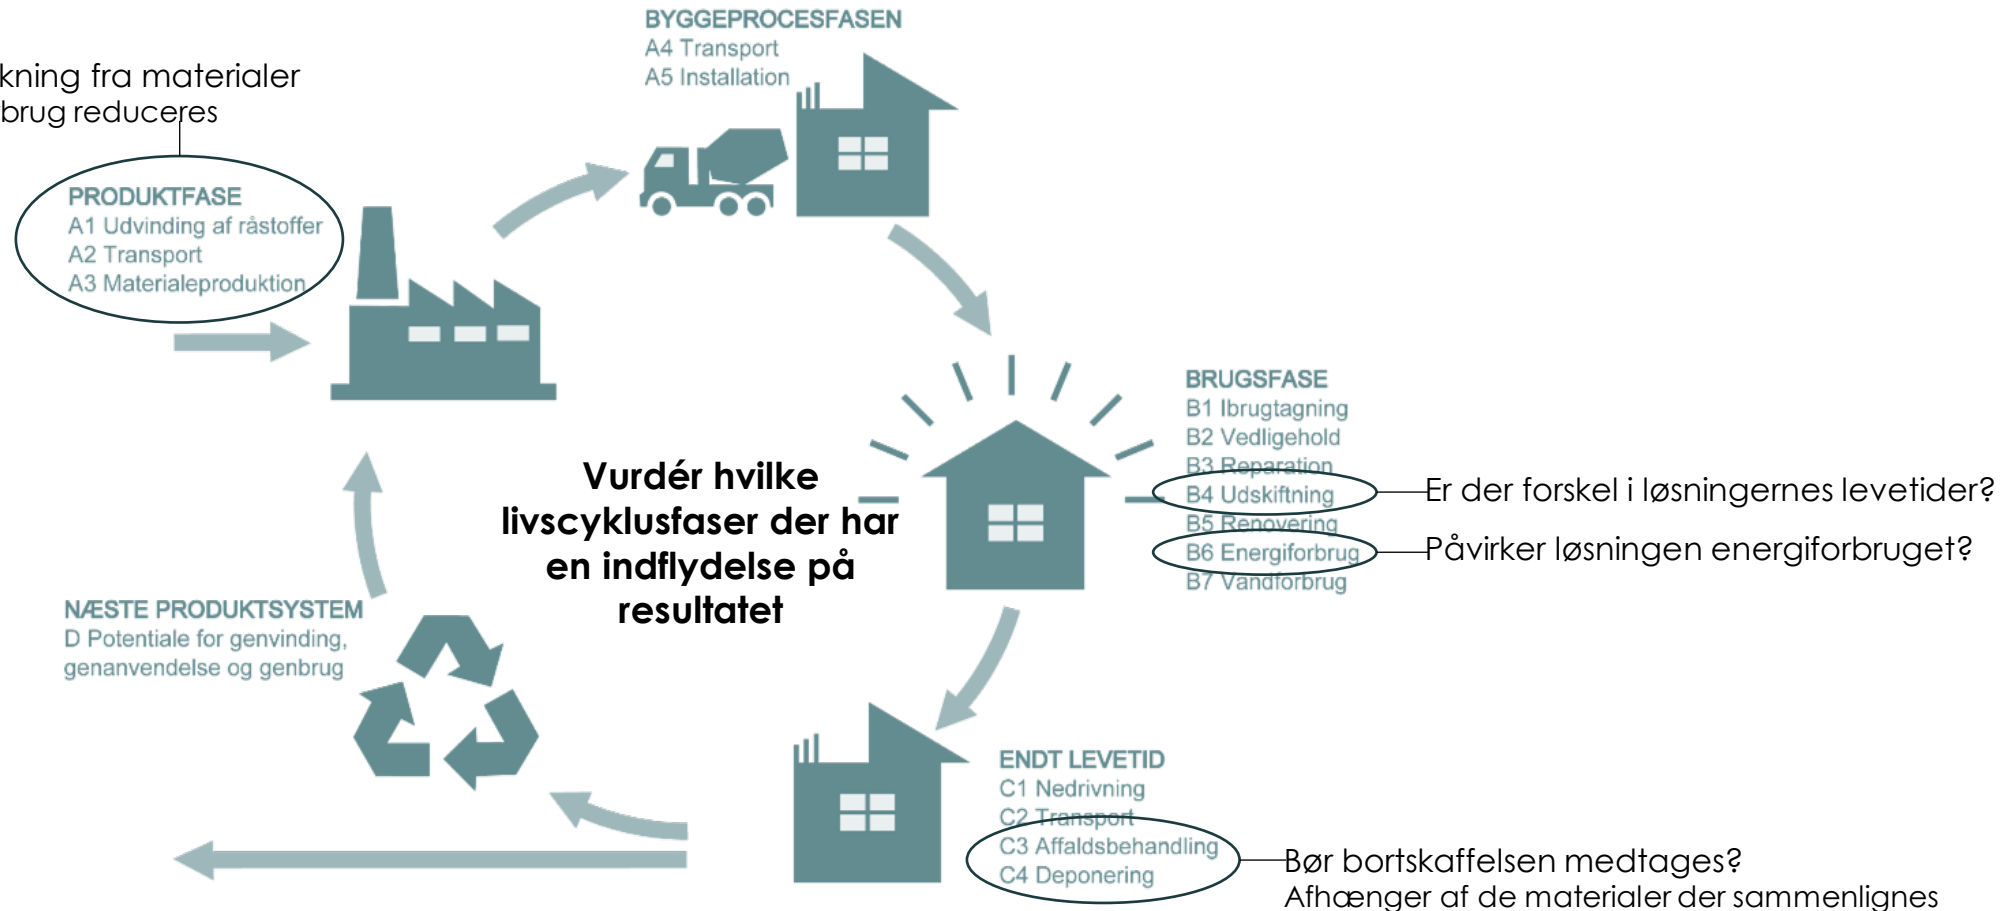 BYGGEPROCESFASEN
A4 Transport
A5 Installation
kning fra materialer
brug reduceres
PRODUKTFASE
A1 Udvinding af råstoffer
A2 Transport
A3 Materialeproduktion
BRUGSFASE
B1 Ibrugtagning
B2 Vedligehold
B3 Reparation
B4 Udskiftning
B5 Renovering
B6 Energiforbrug
B7 Vandforbrug
Er der forskel i løsningernes levetider?
Påvirker løsningen energiforbruget?
Vurdér hvilke
livscyklusfaser der har
en indflydelse på
resultatet
NÆSTE PRODUKTSYSTEM
D Potentiale for genvinding,
genanvendelse og genbrug
ENDT LEVETID
C1 Nedrivning
C2 Transport
C3 Affaldsbehandling
C4 Deponering
Bør bortskaffelsen medtages?
Afhænger af de materialer der sammenlignes